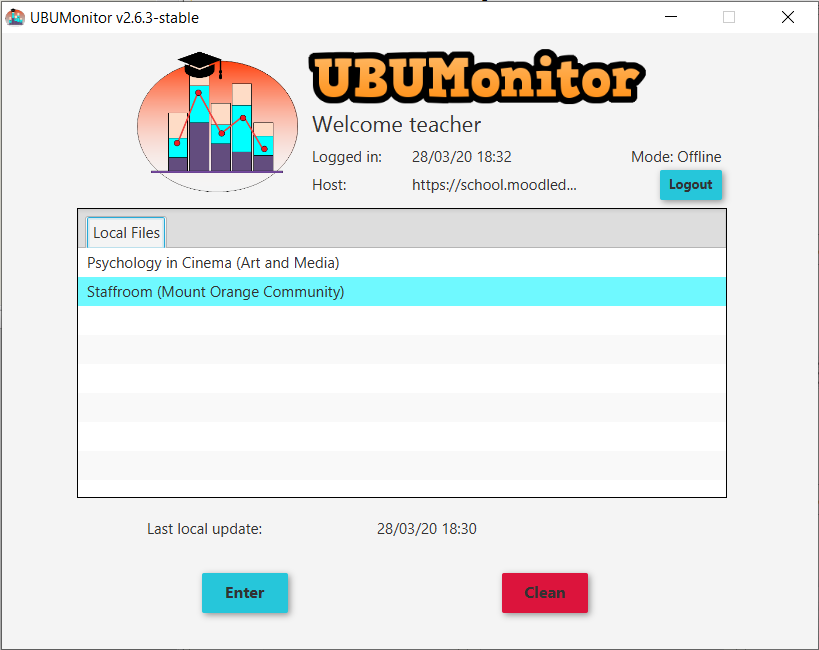 UBUMonitor v2.6.3-stable
UBUMonitor
Welcome teacher
Logged in: 28/03/20 18:32 Mode: Offline
Host: https://school.moodled...
Logout
Local Files
Psychology in Cinema (Art and Media)
Staffroom (Mount Orange Community)
Last local update: 28/03/20 18:30
Enter Clean